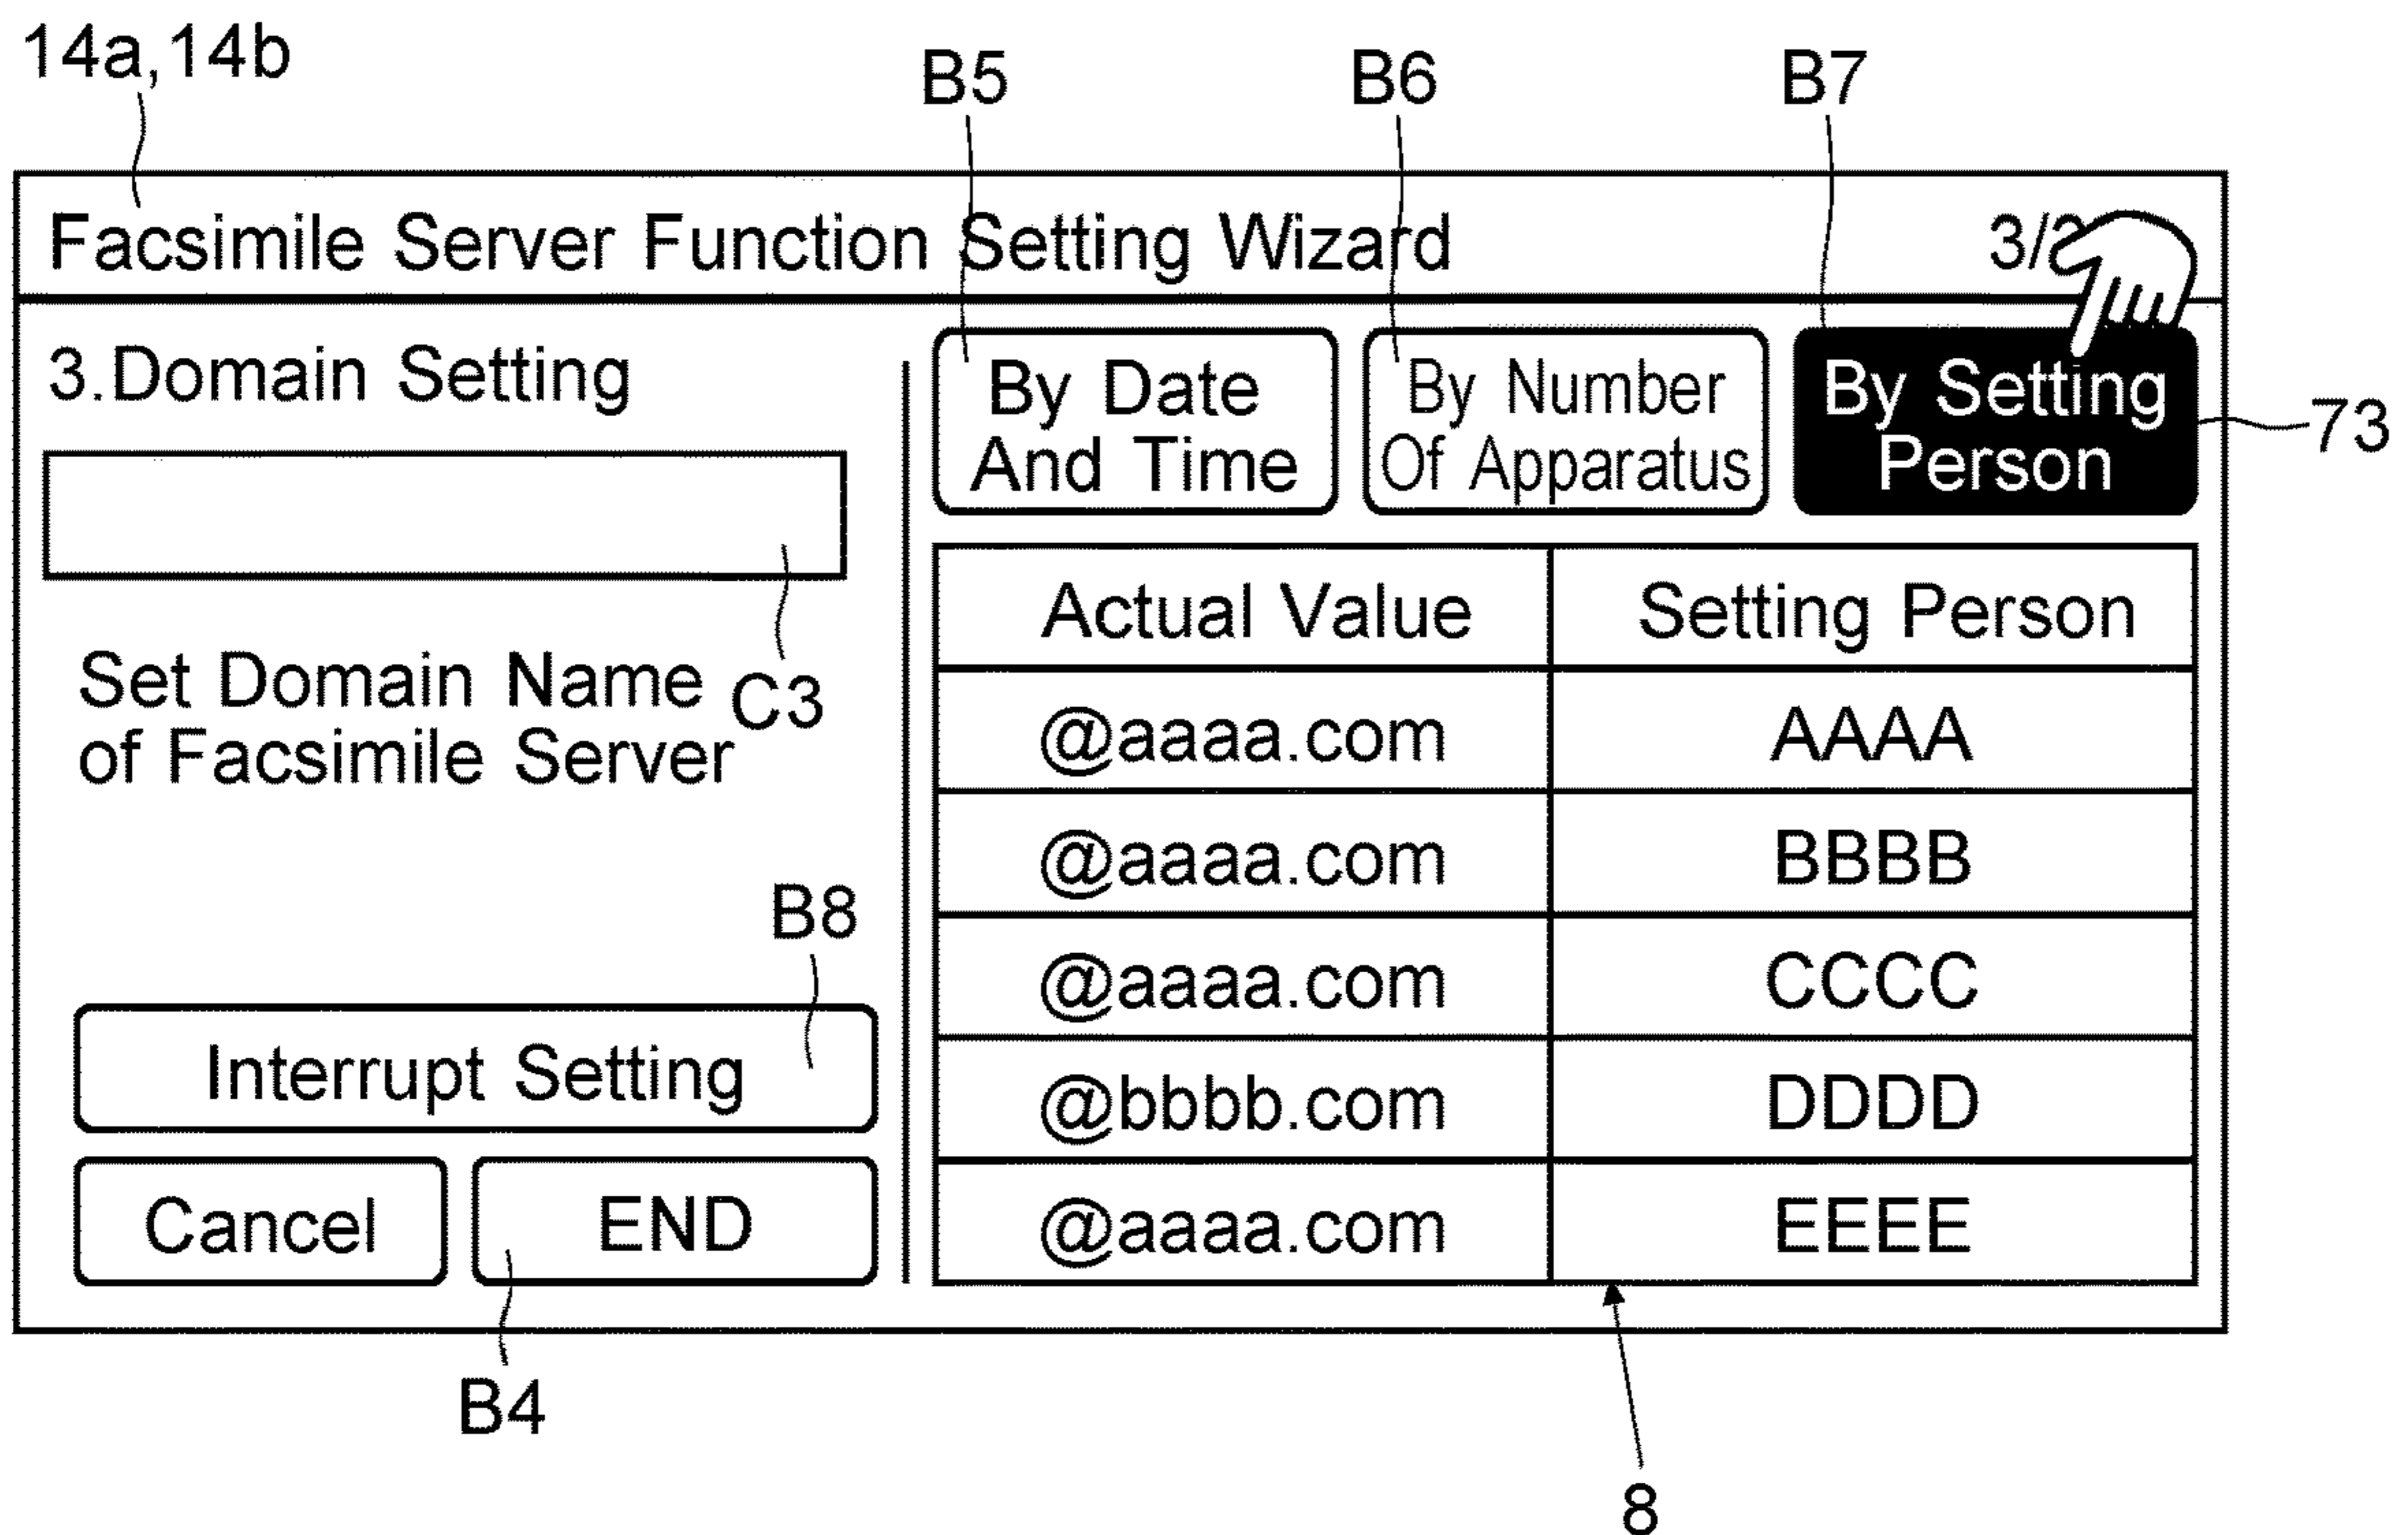 14a,14b
B5
B6
B7
Facsimile Server Function Setting Wizard
3.Domain Setting
By Date
And Time
By Number
Of Apparatus
By Setting
Person
73
C3
Set Domain Name
of Facsimile Server
Actual Value Setting Person
@aaaa.com AAAA
@aaaa.com BBBB
@aaaa.com CCCC
@bbbb.com DDDD
@aaaa.com EEEE
B8
Interrupt Setting
Cancel
END
B4
8